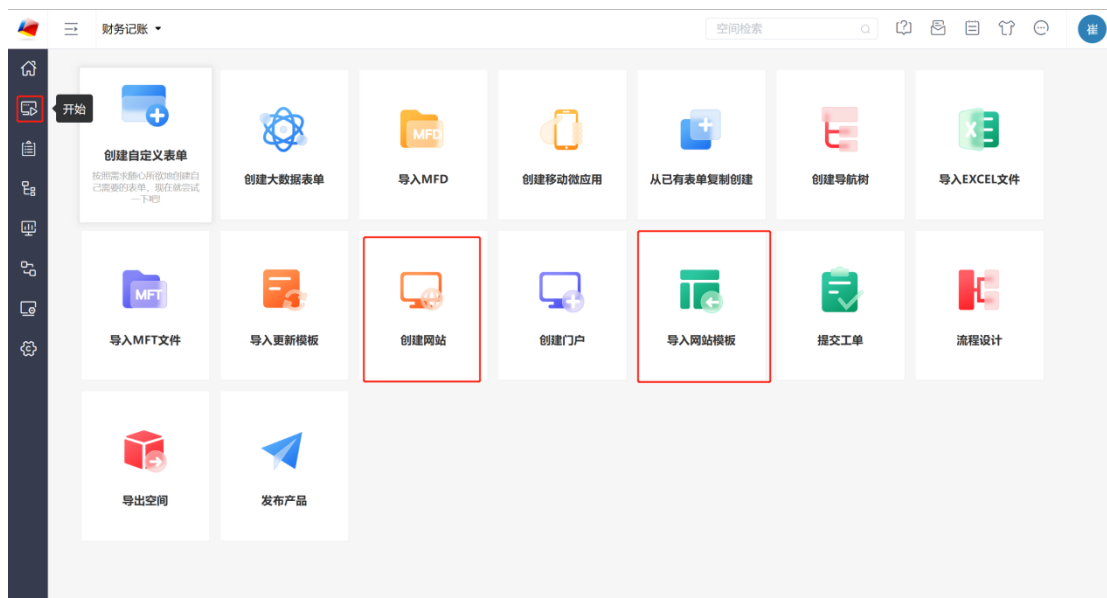 财务记账
空间检索
崔
开始
创建自定义表单
按照需求随心所欲地创建自
己需要的表单，现在就尝试
一下吧!
创建大数据表单
MFD
导入MFD
创建移动微应用
从已有表单复制创建
创建导航树
X
导入EXCEL文件
MFT
导入MFT文件
导入更新模板
创建网站
创建门户
导入网站模板
提交工单
流程设计
导出空间
发布产品